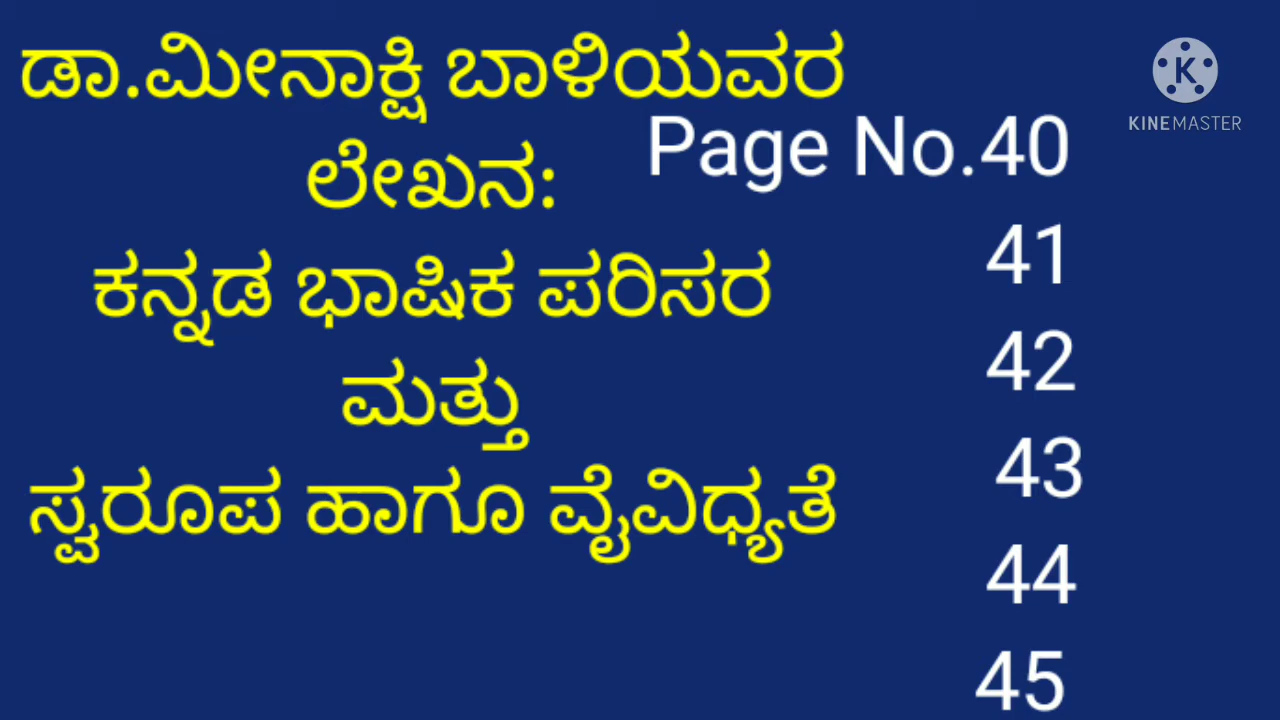 ಡಾ.ಮೀನಾಕ್ಷಿ ಬಾಳಿಯವರ
ಲೇಖನ:
ಕನ್ನಡ ಭಾಷಿಕ ಪರಿಸರ
ಮತ್ತು
ಸ್ವರೂಪ ಹಾಗೂ ವೈವಿಧ್ಯತೆ
Page No.40
41
42
43
44
45
K
KINEMASTER